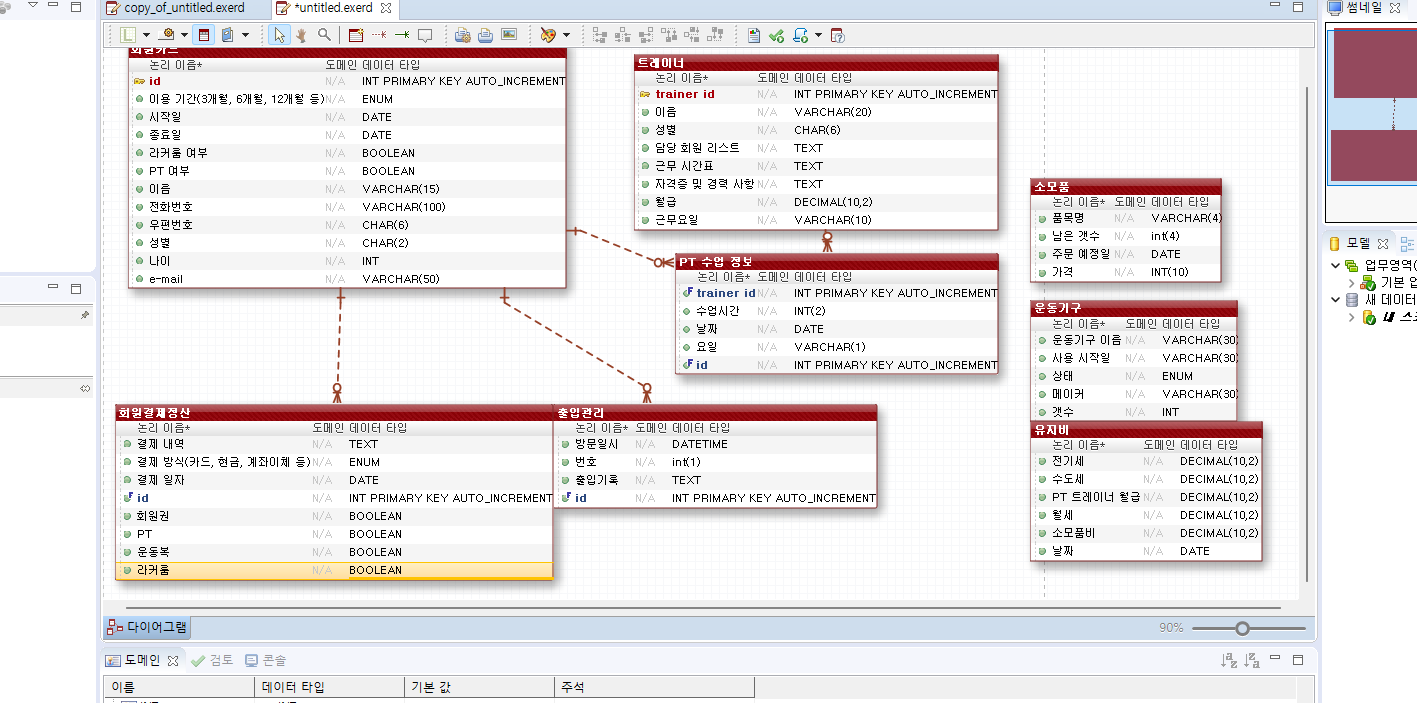 copy_of_untitled.exerd
*untitled.exerd
썸네일
회원카드
논리 이름* 도메인 데이터 타입
id N/A INT PRIMARY KEY AUTO_INCREMENT
이용 기간(3개월, 6개월, 12개월 등) N/A ENUM
시작일 N/A DATE
종료일 N/A DATE
라커움 여부 N/A BOOLEAN
PT 여부 N/A BOOLEAN
이름 N/A VARCHAR(15)
전화번호 N/A VARCHAR(100)
우편번호 N/A CHAR(6)
성별 N/A CHAR(2)
나이 N/A INT
e-mail N/A VARCHAR(50)
트레이너
논리 이름* 도메인 데이터 타입
trainer id N/A INT PRIMARY KEY AUTO_INCREMENT
이름 N/A VARCHAR(20)
성별 N/A CHAR(6)
담당 회원 리스트 N/A TEXT
근무 시간표 N/A TEXT
자격증 및 경력 사항 N/A TEXT
월급 N/A DECIMAL(10,2)
근무요일 N/A VARCHAR(10)
PT 수업 정보
논리 이름* 도메인 데이터 타입
trainer id N/A INT PRIMARY KEY AUTO_INCREMENT
수업시간 N/A INT(2)
날짜 N/A DATE
요일 N/A VARCHAR(1)
id N/A INT PRIMARY KEY AUTO_INCREMENT
소모품
논리 이름* 도메인 데이터 타입
품목명 N/A VARCHAR(4)
남은 갯수 N/A int(4)
주문 예정일 N/A DATE
가격 N/A INT(10)
운동기구
논리 이름* 도메인 데이터 타입
운동기구 이름 N/A VARCHAR(30)
사용 시작일 N/A VARCHAR(30)
상태 N/A ENUM
메이커 N/A VARCHAR(30)
갯수 N/A INT
유지비
논리 이름* 도메인 데이터 타입
전기세 N/A DECIMAL(10,2)
수도세 N/A DECIMAL(10,2)
PT 트레이너 월급 N/A DECIMAL(10,2)
월세 N/A DECIMAL(10,2)
소모품비 N/A DECIMAL(10,2)
날짜 N/A DATE
회원결제정산
논리 이름* 도메인 데이터 타입
결제 내역 N/A TEXT
결제 방식(카드, 현금, 계좌이체 등) N/A ENUM
결제 일자 N/A DATE
id N/A INT PRIMARY KEY AUTO_INCREMENT
회원권 N/A BOOLEAN
PT N/A BOOLEAN
운동복 N/A BOOLEAN
라커움 N/A BOOLEAN
출입관리
논리 이름* 도메인 데이터 타입
방문일시 N/A DATETIME
번호 N/A int(1)
출입기록 N/A TEXT
id N/A INT PRIMARY KEY AUTO_INCREMENT
모델
업무영역(
기본 업
새 데이터
다이어그램
90%
도메인
검토
콘솔
이름 데이터 타입 기본 값 주석